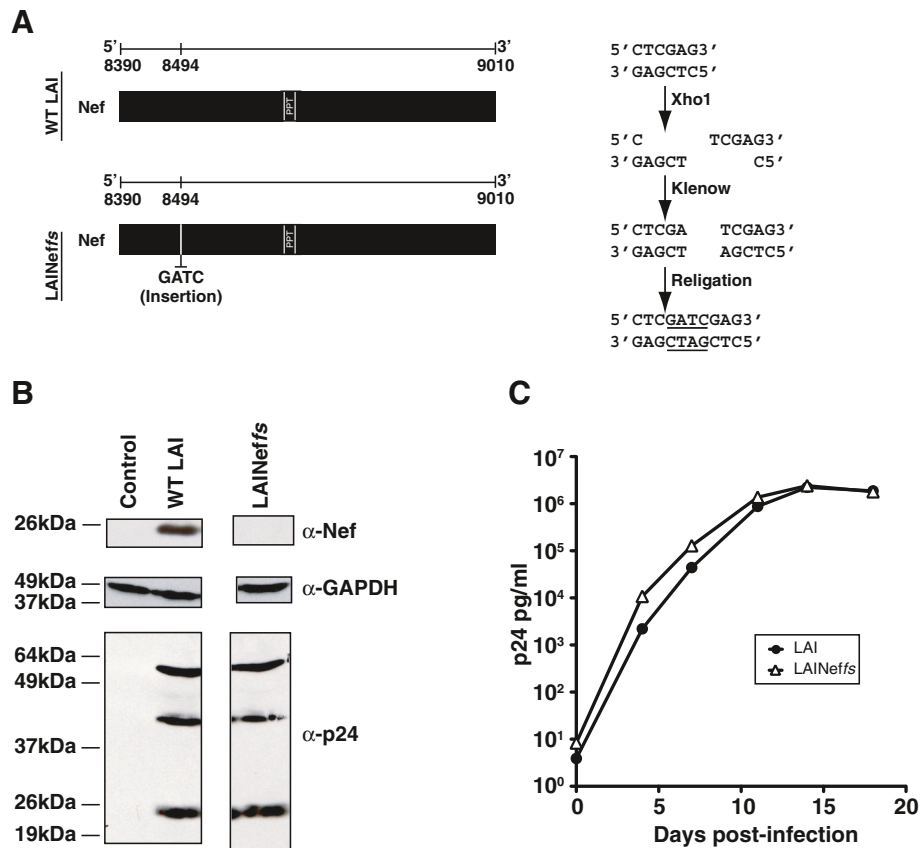 A
5' 3'
8390 8494 9010
WT LAI
Nef
PPT
5' 3'
8390 8494 9010
LAINeffs
Nef
PPT
GATC
(Insertion)
5'CTCGAG3'
3'GAGCTC5'
Xho1
5'C TCGAG3'
3'GAGCT C5'
Klenow
5'CTCGA TCGAG3'
3'GAGCT AGCTC5'
Religation
5'CTCGATCGAG3'
3'GAGCTAGCTC5'
B
Control
WT LAI
LAINeffs
26kDa
α-Nef
49kDa
37kDa
α-GAPDH
64kDa
49kDa
37kDa
26kDa
19kDa
α-p24
C
p24 pg/ml
10⁷
10⁶
10⁵
10⁴
10³
10²
10¹
10⁰
LAI
LAINeffs
0 5 10 15 20
Days post-infection